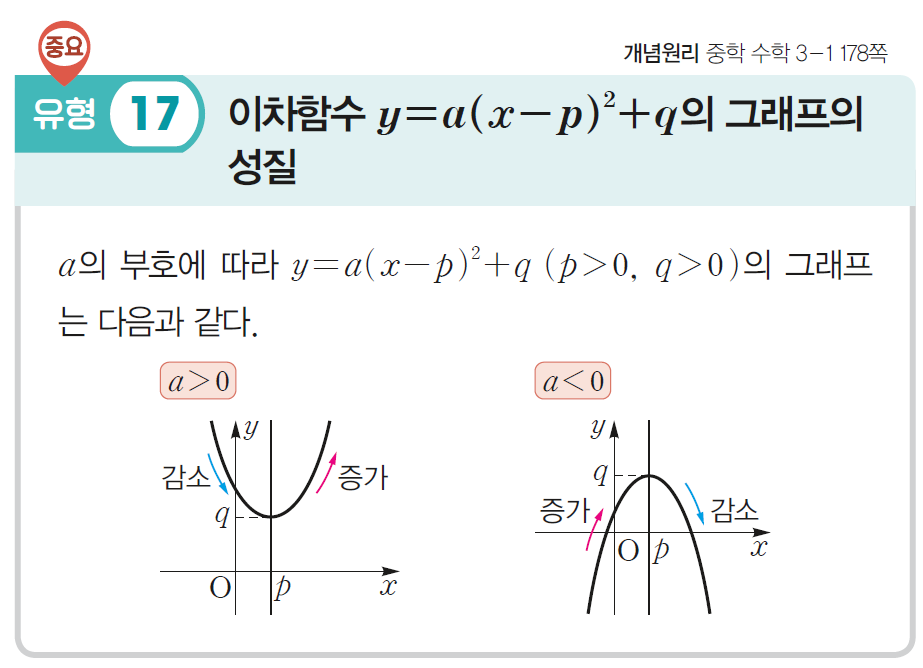 중요
개념원리 중학 수학 3-1 178쪽
유형 17 이차함수 y=a(x-p)²+q의 그래프의
성질
a의 부호에 따라 y=a(x-p)²+q (p>0, q>0)의 그래프
는 다음과 같다.
a>0
y
감소
증가
q
O
p
x
a<0
y
q
증가
감소
O
p
x